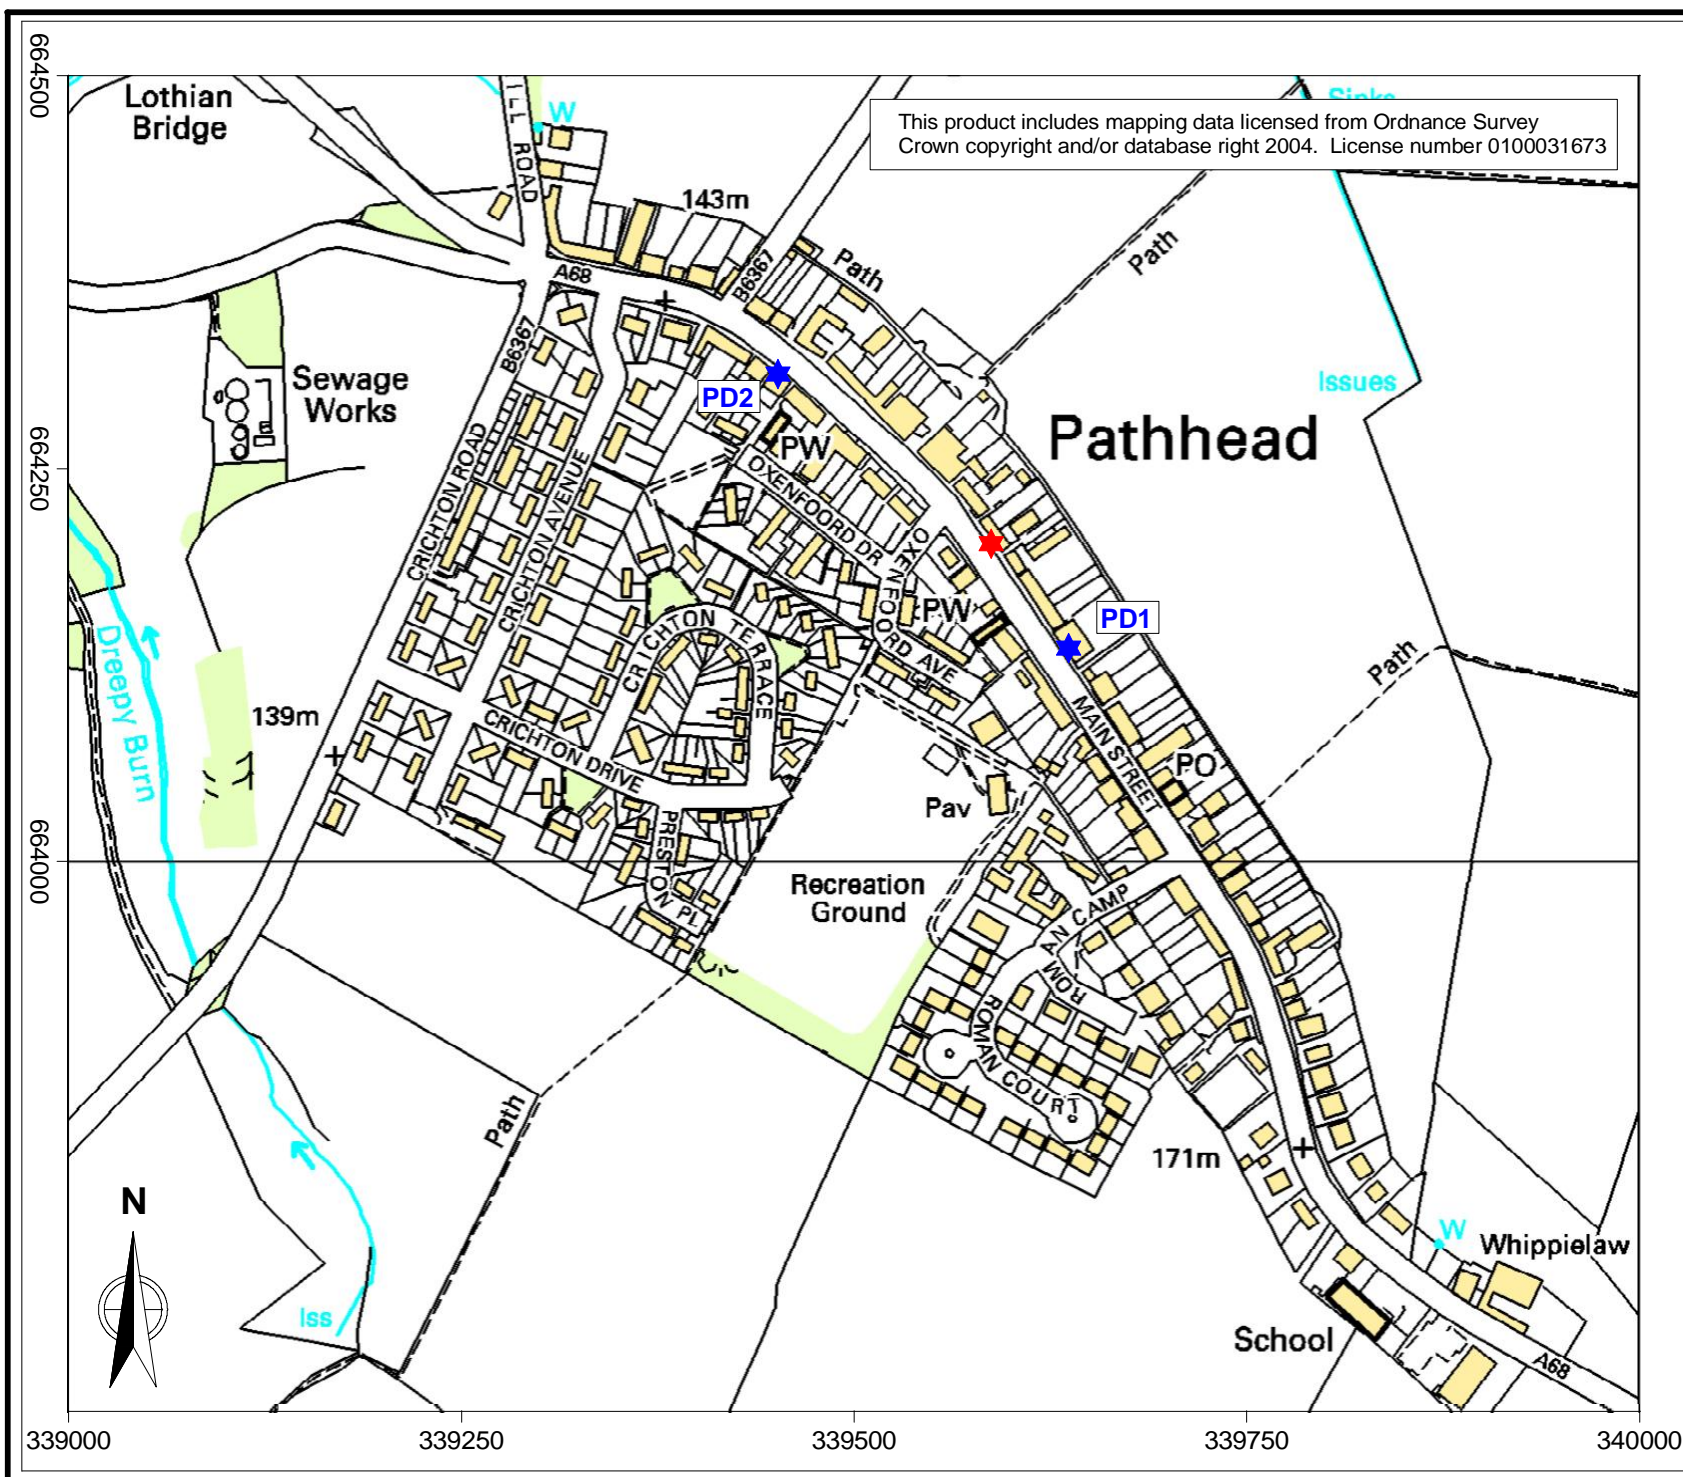 664500
664250
664000
Lothian
Bridge
ILL ROAD
W
143m
Sinks
This product includes mapping data licensed from Ordnance Survey
Crown copyright and/or database right 2004. License number 0100031673
A68
B6367
Path
Path
B6367
Sewage
Works
PD2
PW
Issues
Pathhead
CRICHTON ROAD
CRICHTON AVENUE
OXENFOORD DR
OXENFOORD AVE
PW
PD1
CRICHTON TERRACE
Path
Dreepy Burn
139m
CRICHTON DRIVE
MAIN STREET
PO
Pav
PRESTON PL
Recreation
Ground
ROMAN CAMP
ROMAN COURT
Path
171m
N
W
Whippielaw
Iss
School
A68
339000
339250
339500
339750
340000